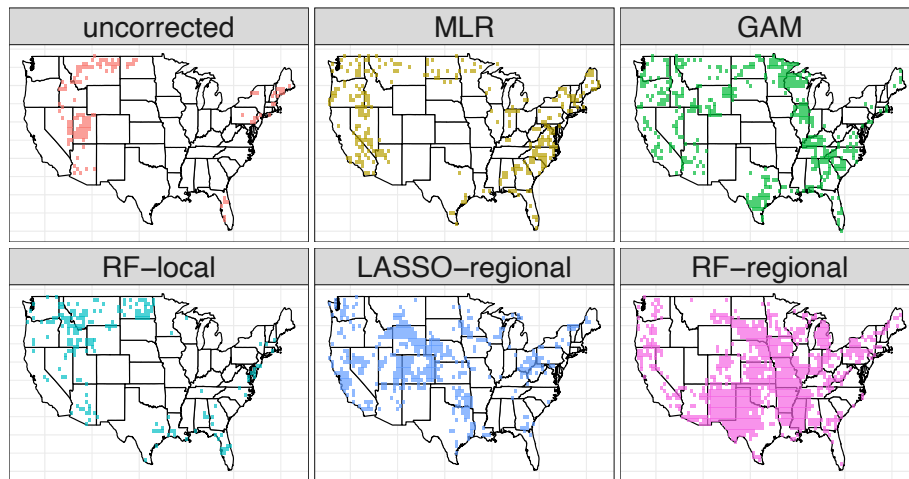 uncorrected
MLR
GAM
RF−local
LASSO−regional
RF−regional